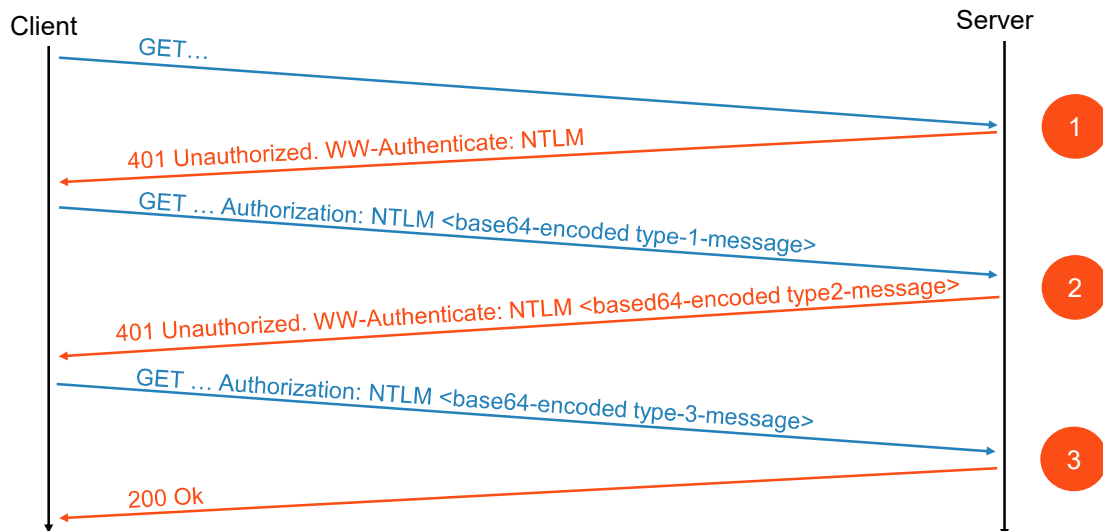 Client
Server
GET…
1
401 Unauthorized. WW-Authenticate: NTLM
GET … Authorization: NTLM <base64-encoded type-1-message>
2
401 Unauthorized. WW-Authenticate: NTLM <based64-encoded type2-message>
GET … Authorization: NTLM <base64-encoded type-3-message>
3
200 Ok